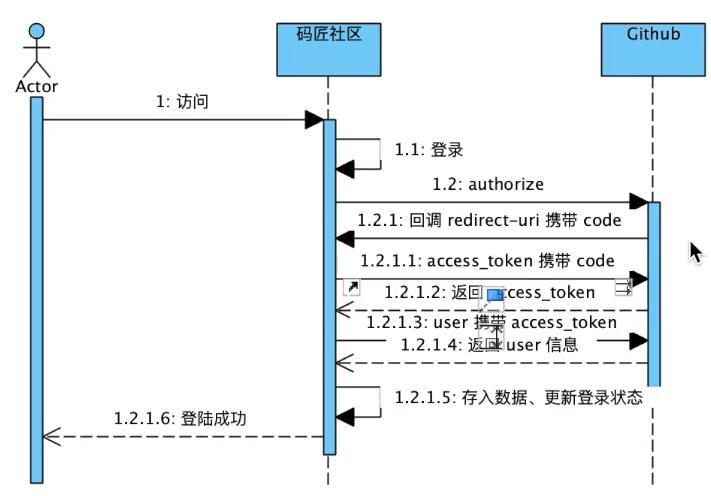 码匠社区
Github
Actor
1: 访问
1.1: 登录
1.2: authorize
1.2.1: 回调 redirect-uri 携带 code
1.2.1.1: access_token 携带 code
1.2.1.2: 返回 access_token
1.2.1.3: user 携带 access_token
1.2.1.4: 返回 user 信息
1.2.1.5: 存入数据、更新登录状态
1.2.1.6: 登陆成功